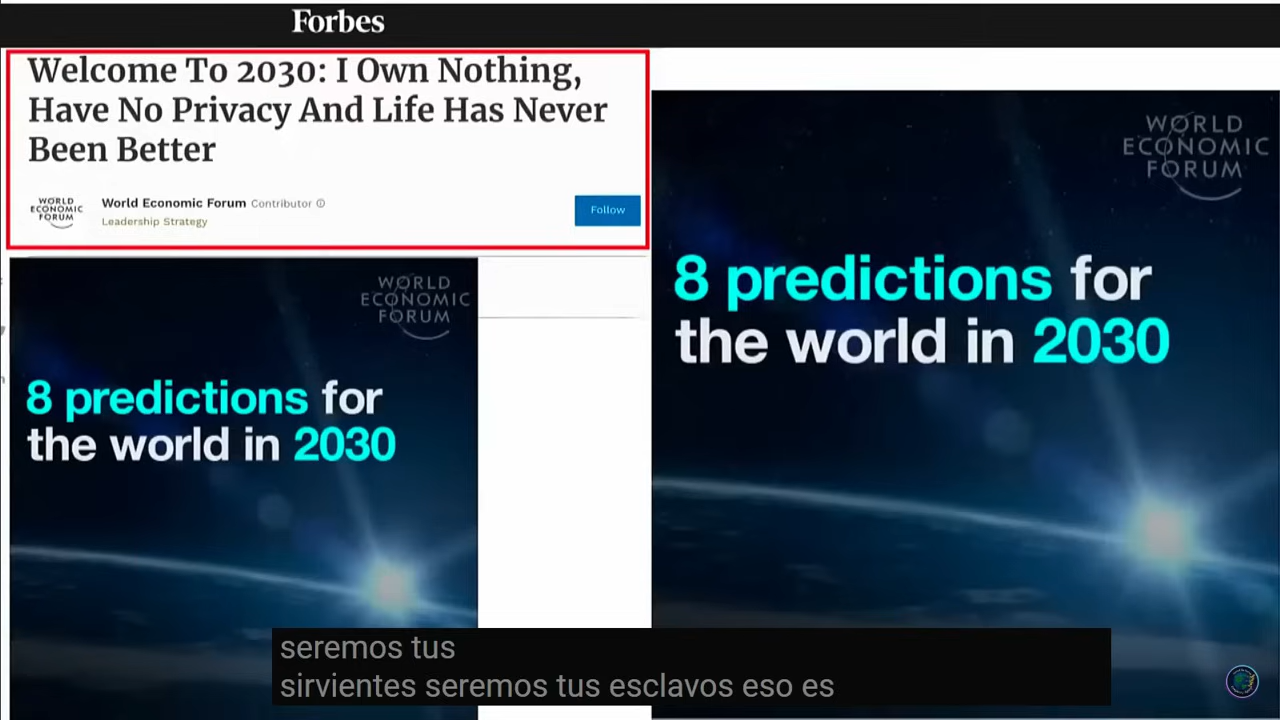 Forbes
Welcome To 2030: I Own Nothing,
Have No Privacy And Life Has Never
Been Better
WORLD
ECONOMIC
FORUM
World Economic Forum Contributor
Leadership Strategy
Follow
WORLD
ECONOMIC
FORUM
8 predictions for
the world in 2030
WORLD
ECONOMIC
FORUM
8 predictions for
the world in 2030
seremos tus
sirvientes seremos tus esclavos eso es